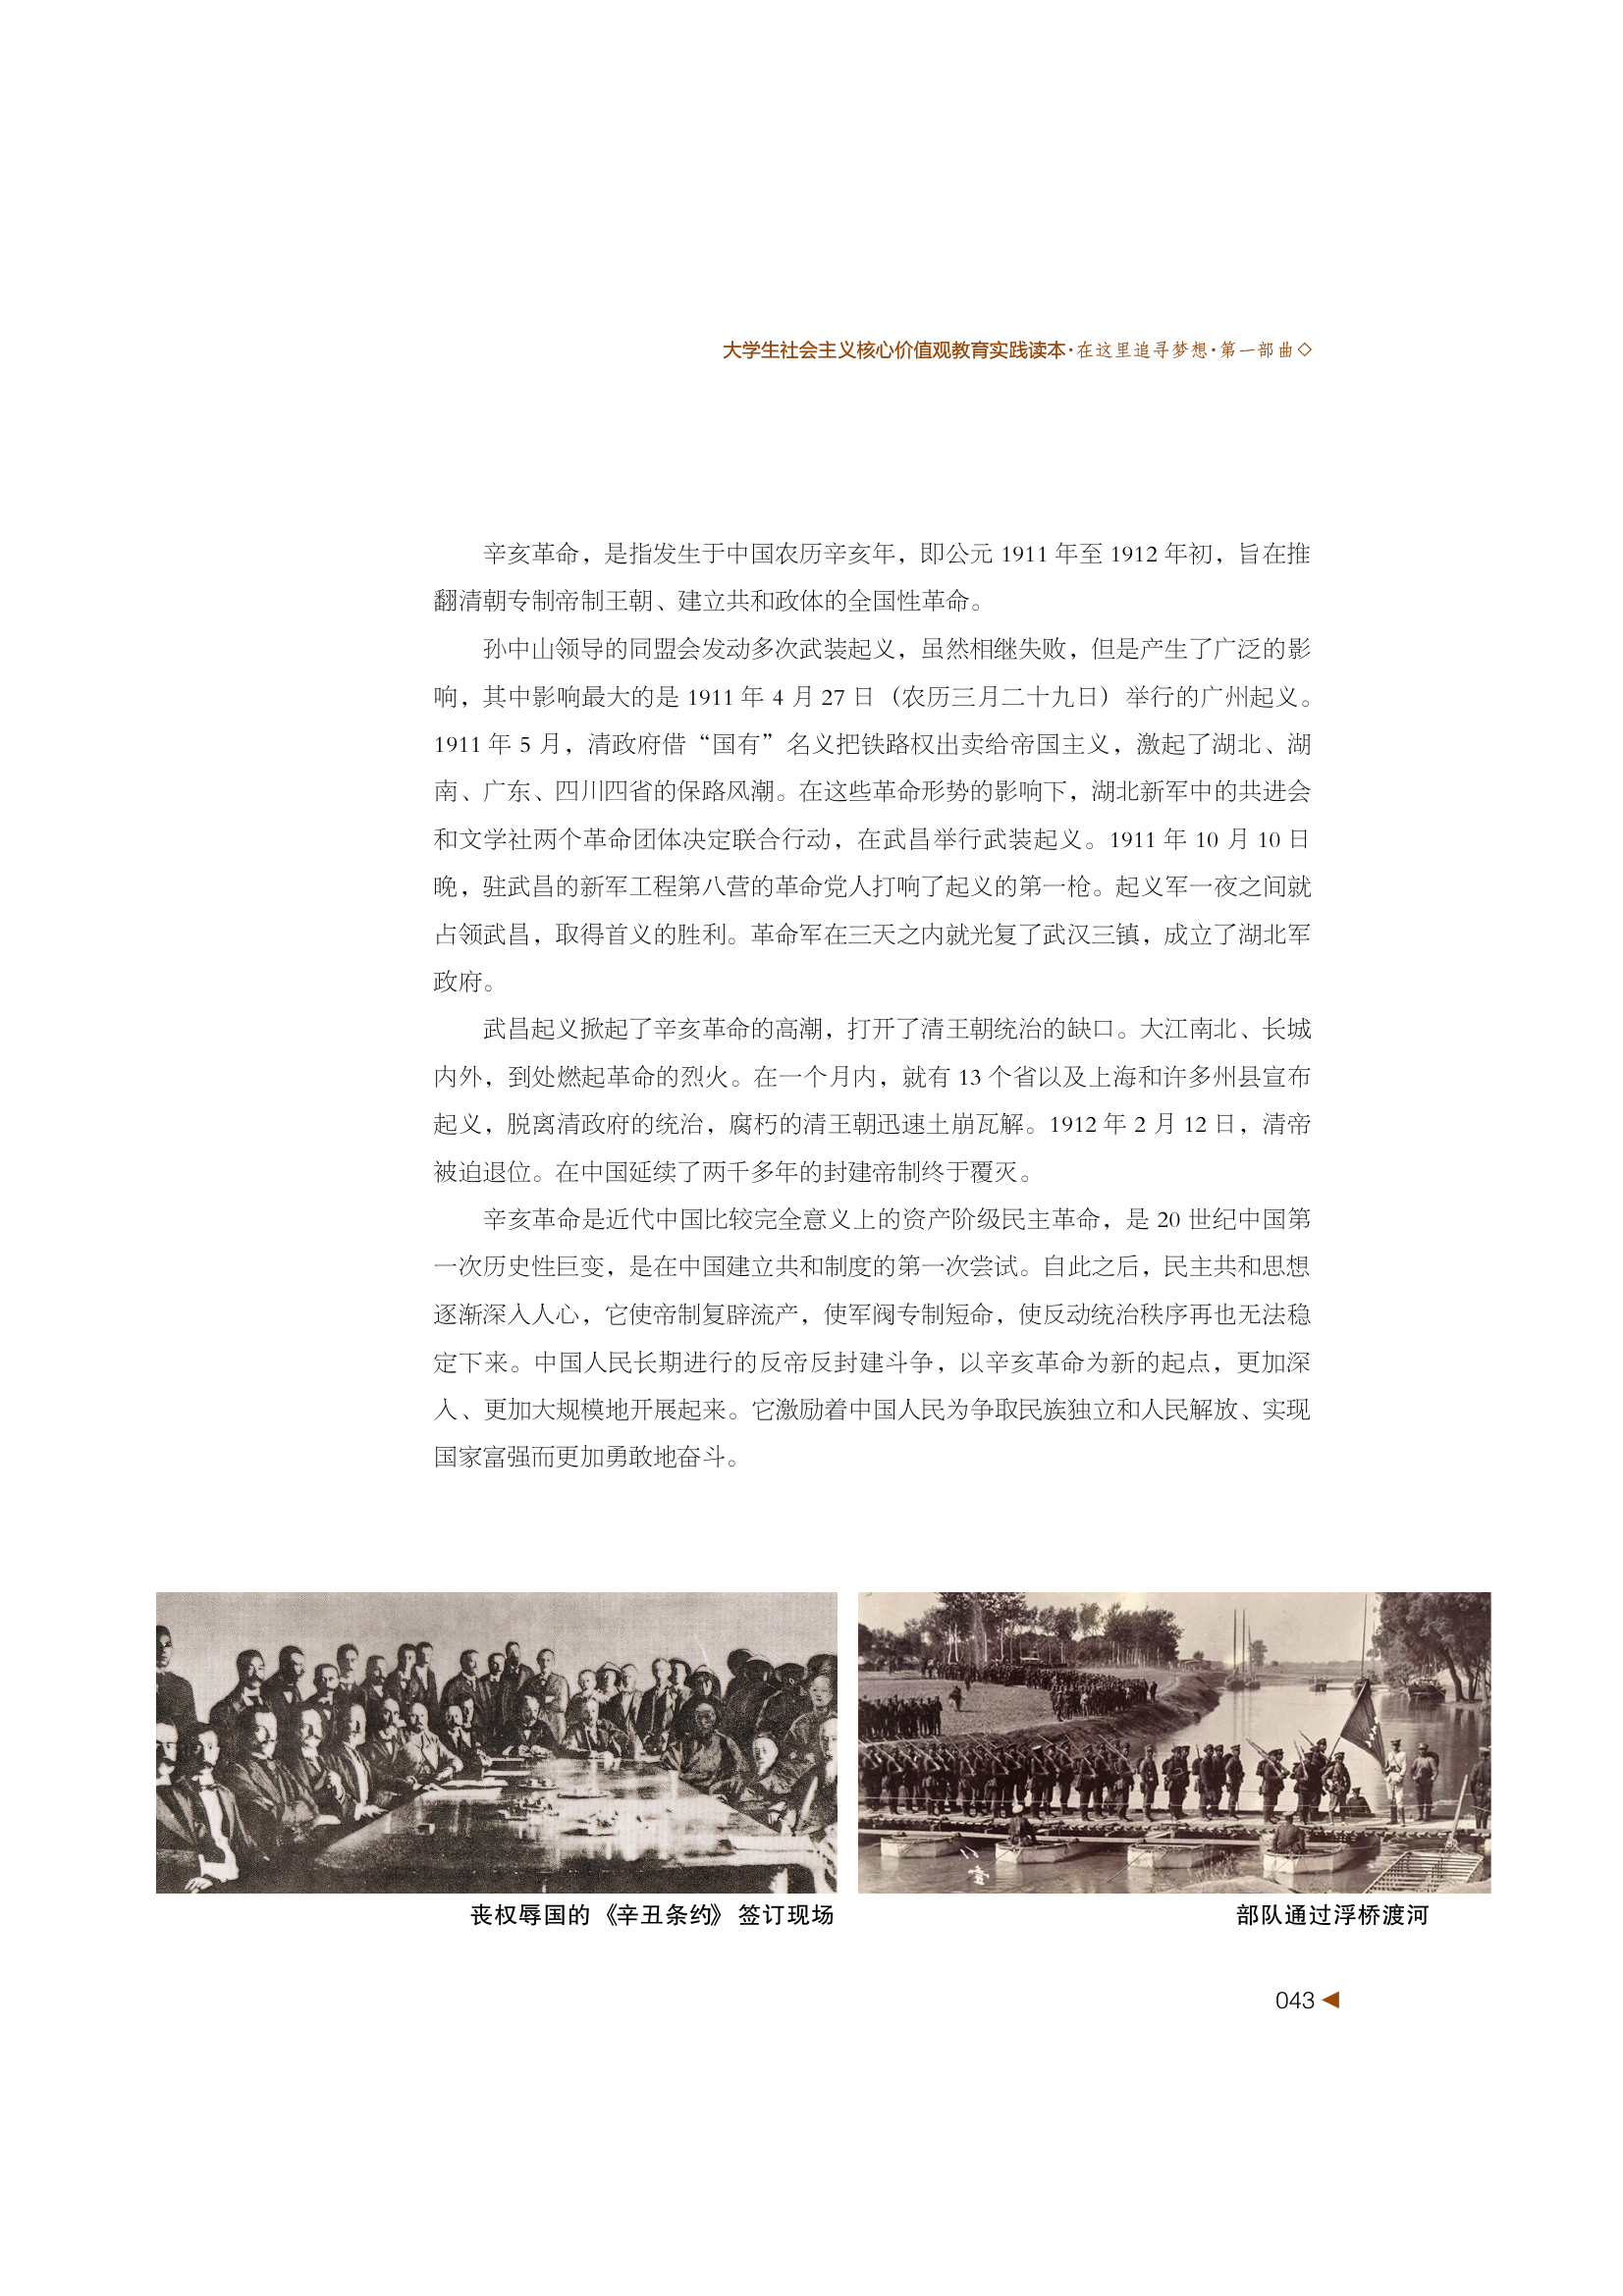 大学生社会主义核心价值观教育实践读本·在这里追寻梦想·第一部曲◇
辛亥革命，是指发生于中国农历辛亥年，即公元 1911 年至 1912 年初，旨在推
翻清朝专制帝制王朝、建立共和政体的全国性革命。
孙中山领导的同盟会发动多次武装起义，虽然相继失败，但是产生了广泛的影
响，其中影响最大的是 1911 年 4 月 27 日（农历三月二十九日）举行的广州起义。
1911 年 5 月，清政府借“国有”名义把铁路权出卖给帝国主义，激起了湖北、湖
南、广东、四川四省的保路风潮。在这些革命形势的影响下，湖北新军中的共进会
和文学社两个革命团体决定联合行动，在武昌举行武装起义。1911 年 10 月 10 日
晚，驻武昌的新军工程第八营的革命党人打响了起义的第一枪。起义军一夜之间就
占领武昌，取得首义的胜利。革命军在三天之内就光复了武汉三镇，成立了湖北军
政府。
武昌起义掀起了辛亥革命的高潮，打开了清王朝统治的缺口。大江南北、长城
内外，到处燃起革命的烈火。在一个月内，就有 13 个省以及上海和许多州县宣布
起义，脱离清政府的统治，腐朽的清王朝迅速土崩瓦解。1912 年 2 月 12 日，清帝
被迫退位。在中国延续了两千多年的封建帝制终于覆灭。
辛亥革命是近代中国比较完全意义上的资产阶级民主革命，是 20 世纪中国第
一次历史性巨变，是在中国建立共和制度的第一次尝试。自此之后，民主共和思想
逐渐深入人心，它使帝制复辟流产，使军阀专制短命，使反动统治秩序再也无法稳
定下来。中国人民长期进行的反帝反封建斗争，以辛亥革命为新的起点，更加深
入、更加大规模地开展起来。它激励着中国人民为争取民族独立和人民解放、实现
国家富强而更加勇敢地奋斗。
丧权辱国的《辛丑条约》签订现场
部队通过浮桥渡河
043